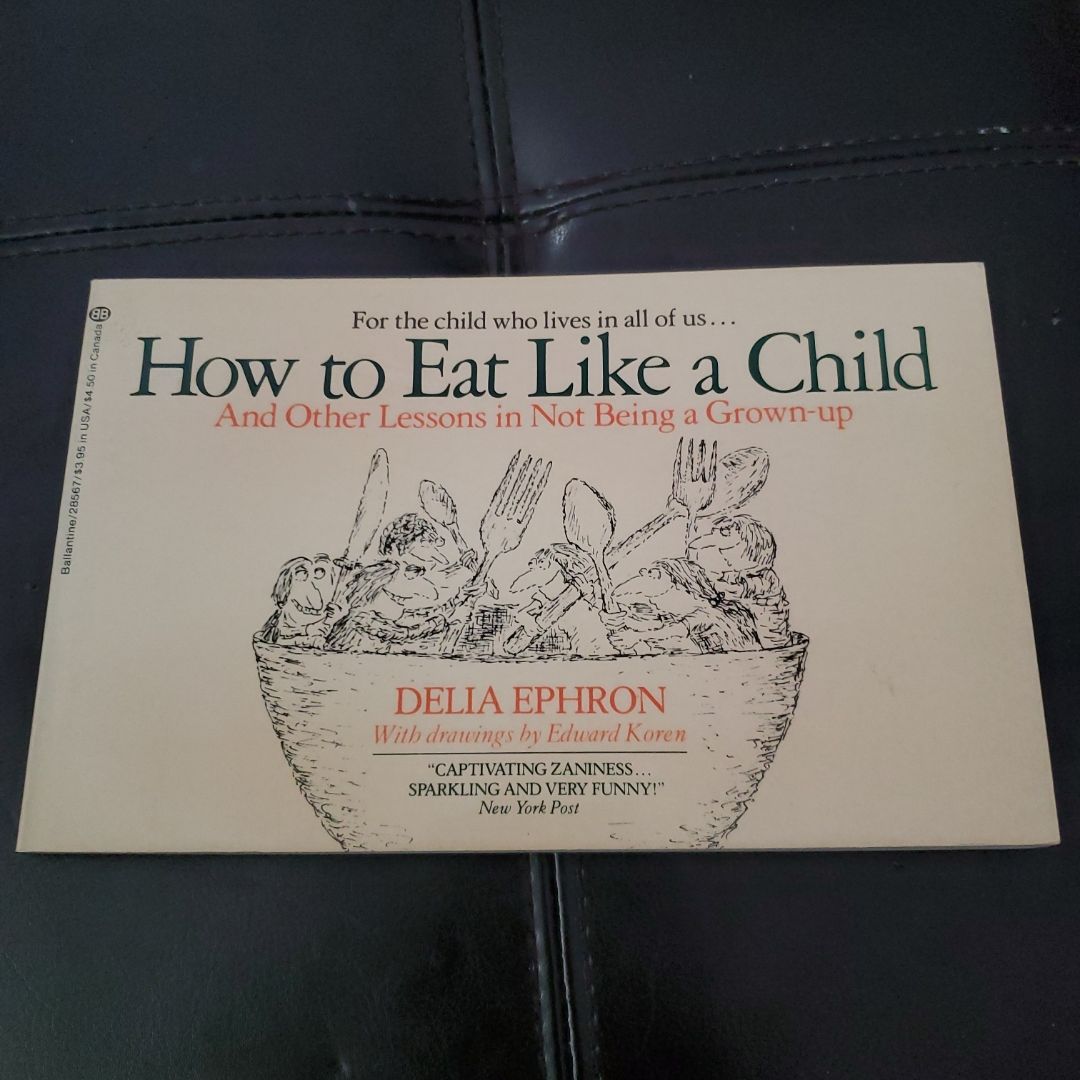 For the child who lives in all of us...
How to Eat Like a Child
And Other Lessons in Not Being a Grown-up
DELIA EPHRON
With drawings by Edward Koren
"CAPTIVATING ZANINESS...
SPARKLING AND VERY FUNNY!"
New York Post
Ballantine/28567/$3.95 in USA/$4.50 in Canada
BB